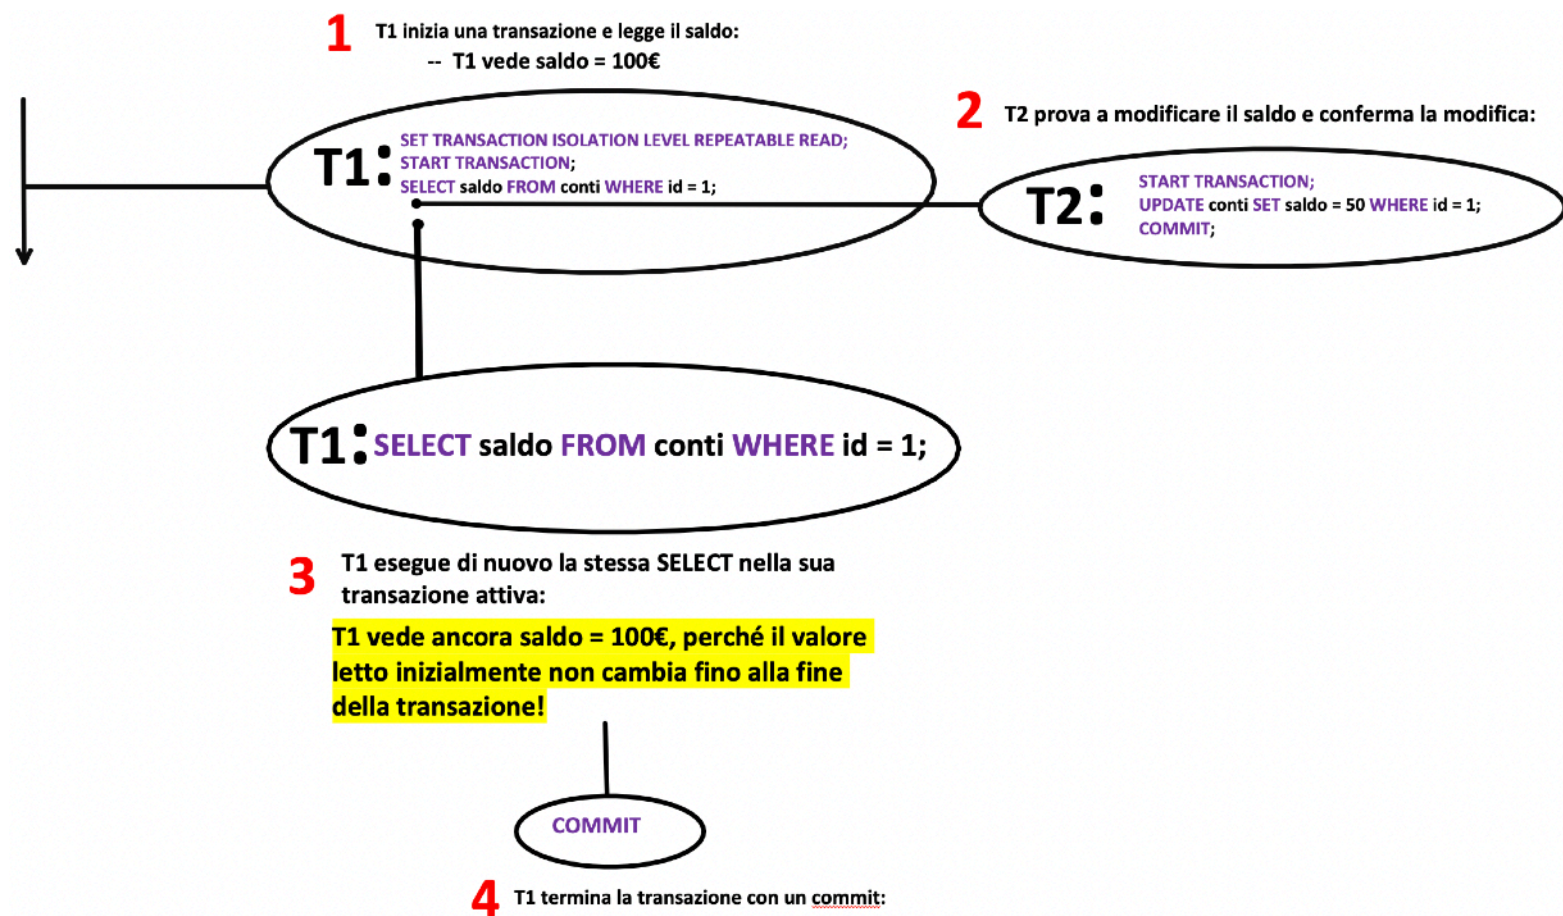 1
T1 inizia una transazione e legge il saldo:
-- T1 vede saldo = 100€
T1:
SET TRANSACTION ISOLATION LEVEL REPEATABLE READ;
START TRANSACTION;
SELECT saldo FROM conti WHERE id = 1;
2
T2 prova a modificare il saldo e conferma la modifica:
T2:
START TRANSACTION;
UPDATE conti SET saldo = 50 WHERE id = 1;
COMMIT;
T1: SELECT saldo FROM conti WHERE id = 1;
3
T1 esegue di nuovo la stessa SELECT nella sua
transazione attiva:
T1 vede ancora saldo = 100€, perché il valore
letto inizialmente non cambia fino alla fine
della transazione!
COMMIT
4
T1 termina la transazione con un commit: